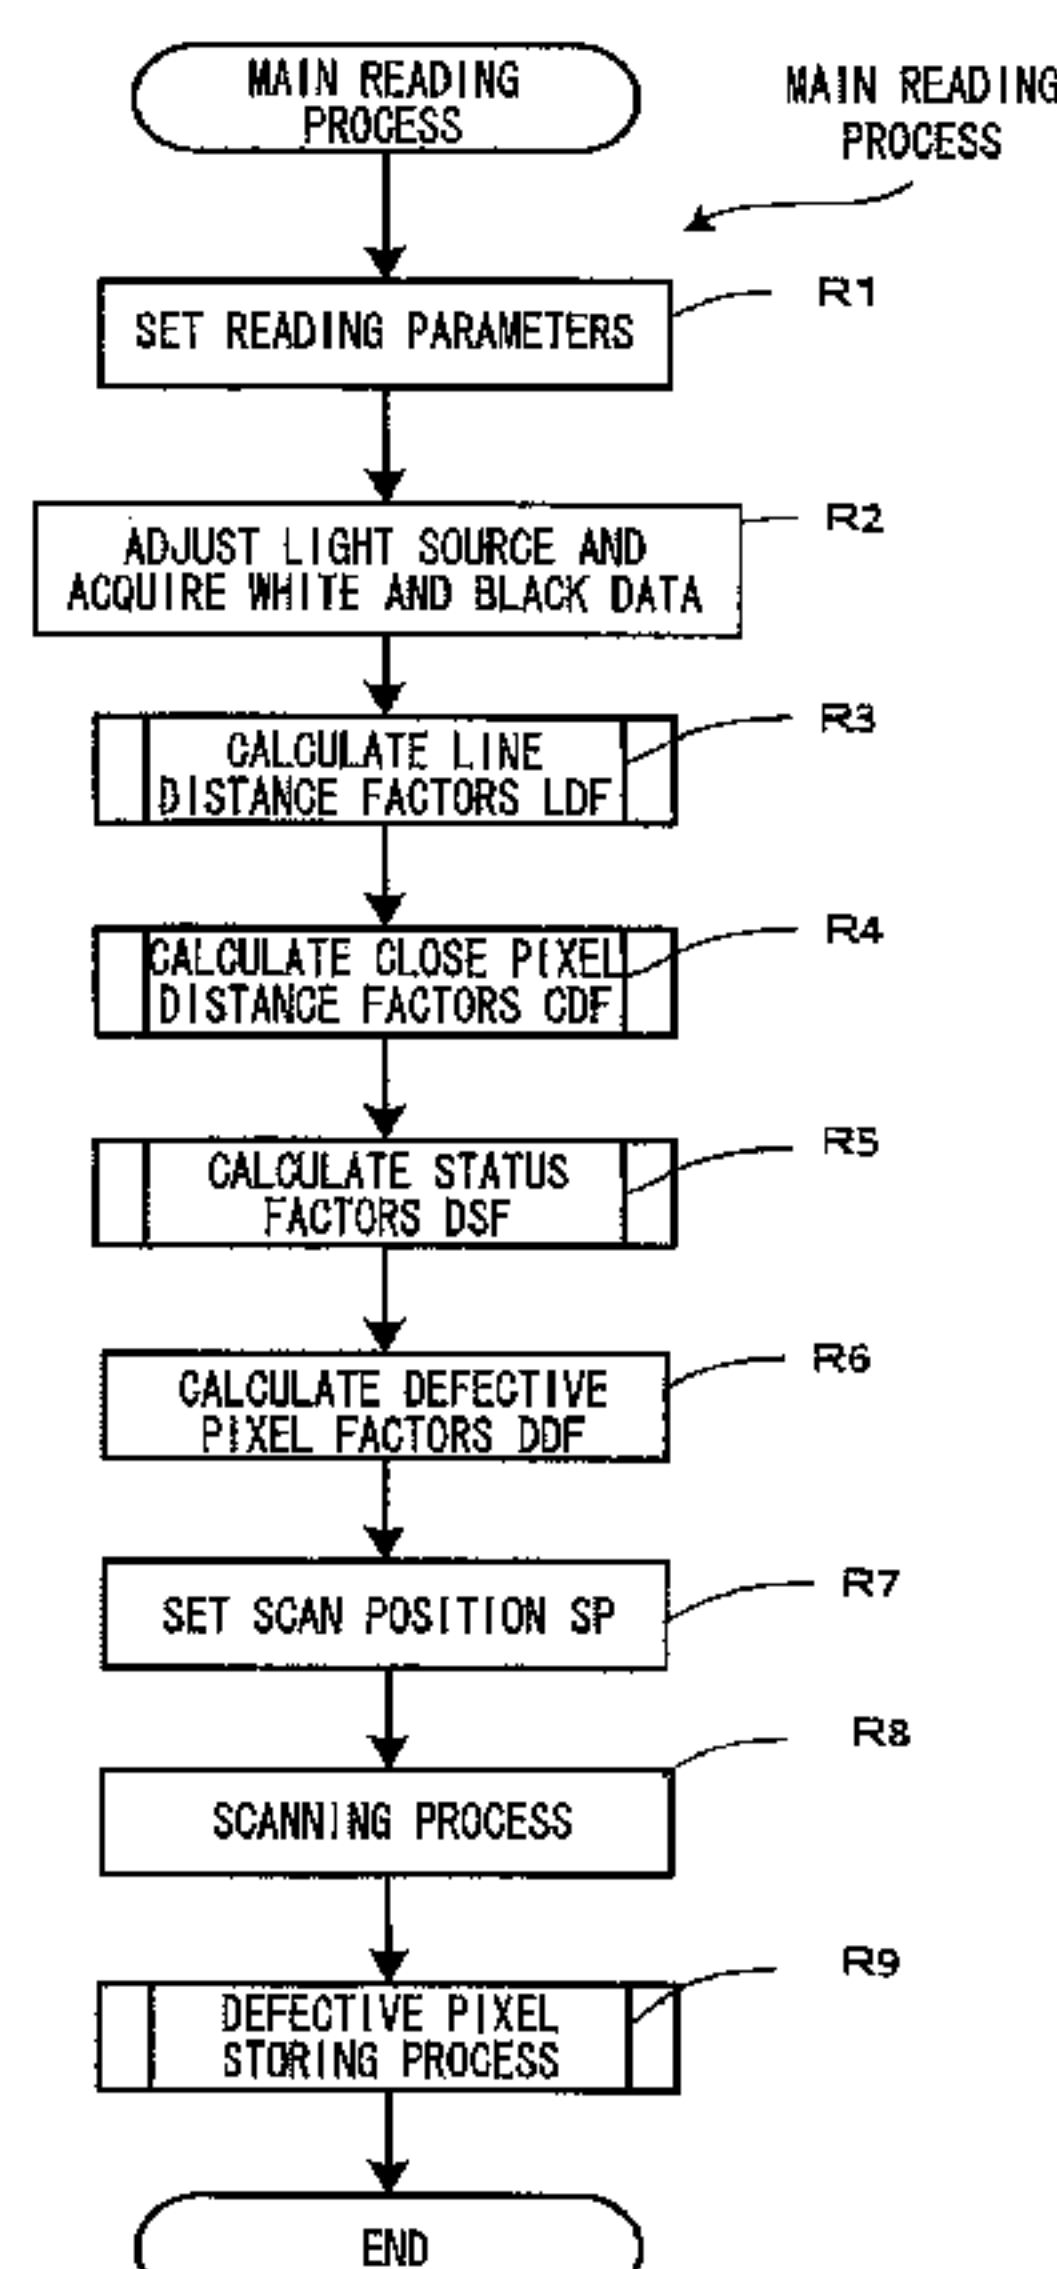 MAIN READING
PROCESS
MAIN READING
PROCESS
R1
SET READING PARAMETERS
R2
ADJUST LIGHT SOURCE AND
ACQUIRE WHITE AND BLACK DATA
R3
CALCULATE LINE
DISTANCE FACTORS LDF
R4
CALCULATE CLOSE PIXEL
DISTANCE FACTORS CDF
R5
CALCULATE STATUS
FACTORS DSF
R6
CALCULATE DEFECTIVE
PIXEL FACTORS DDF
R7
SET SCAN POSITION SP
R8
SCANNING PROCESS
R9
DEFECTIVE PIXEL
STORING PROCESS
END